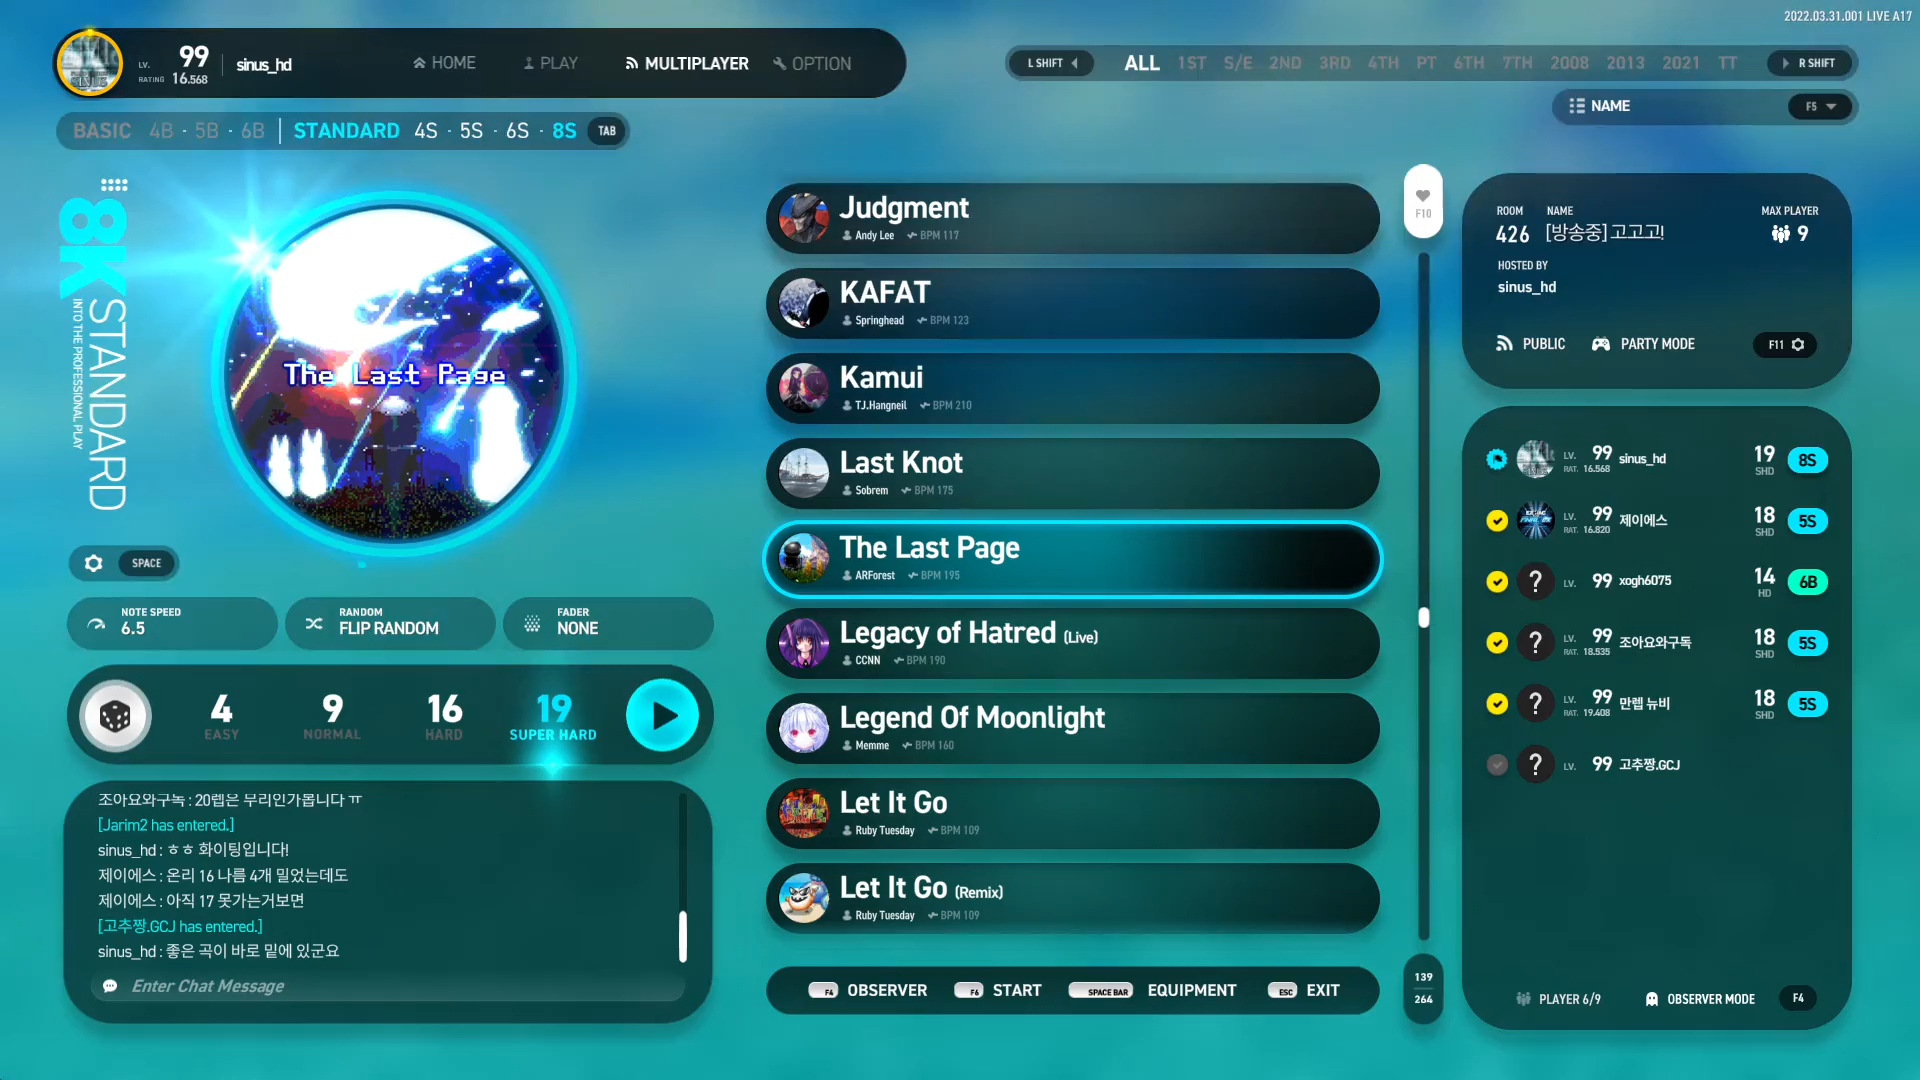 2022.03.31.001 LIVE A17
LV. 99
RATING 16.568
sinus_hd
HOME
PLAY
MULTIPLAYER
OPTION
L SHIFT
ALL 1ST S/E 2ND 3RD 4TH PT 6TH 7TH 2008 2013 2021 TT
R SHIFT
NAME
F5
BASIC 4B · 5B · 6B
STANDARD 4S · 5S · 6S · 8S
TAB
8K STANDARD
INTO THE PROFESSIONAL PLAY
The Last Page
SPACE
NOTE SPEED
6.5
RANDOM
FLIP RANDOM
FADER
NONE
4
EASY
9
NORMAL
16
HARD
19
SUPER HARD
조아요와구독 : 20렙은 무리인가봅니다 ㅠ
[Jarim2 has entered.]
sinus_hd : ㅎㅎ 화이팅입니다!
제이에스 : 온리 16 나름 4개 밀었는데도
제이에스 : 아직 17 못가는거보면
[고추짱.GCJ has entered.]
sinus_hd : 좋은 곡이 바로 밑에 있군요
Enter Chat Message
Judgment
Andy Lee BPM 117
KAFAT
Springhead BPM 123
Kamui
TJ.Hangneil BPM 210
Last Knot
Sobrem BPM 175
The Last Page
ARForest BPM 195
Legacy of Hatred (Live)
CCNN BPM 190
Legend Of Moonlight
Memme BPM 160
Let It Go
Ruby Tuesday BPM 109
Let It Go (Remix)
Ruby Tuesday BPM 109
F4 OBSERVER
F6 START
SPACE BAR EQUIPMENT
ESC EXIT
F10
139
264
ROOM NAME
426 [방송중] 고고고!
MAX PLAYER
9
HOSTED BY
sinus_hd
PUBLIC
PARTY MODE
F11
LV. 99 sinus_hd
RAT. 16.568
19 SHD 8S
LV. 99 제이에스
RAT. 16.820
18 SHD 5S
LV. 99 xogh6075
14 HD 6B
LV. 99 조아요와구독
RAT. 18.535
18 SHD 5S
LV. 99 만렙 뉴비
RAT. 19.408
18 SHD 5S
LV. 99 고추짱.GCJ
PLAYER 6/9
OBSERVER MODE
F4